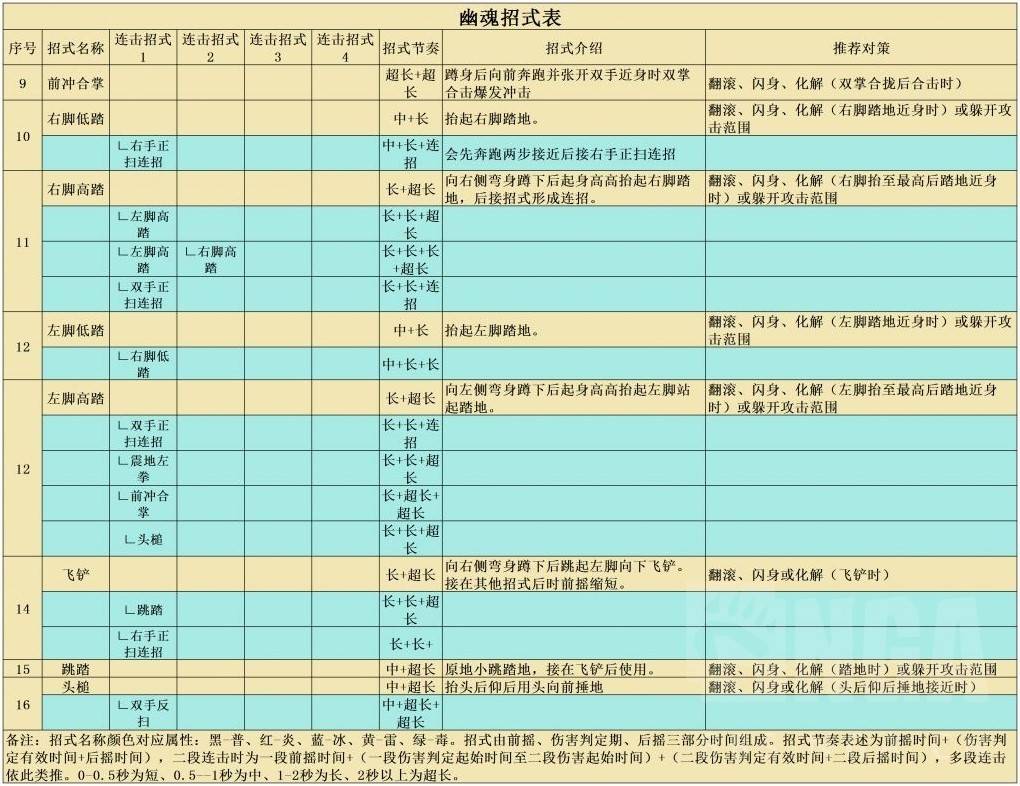 幽魂招式表
序号 招式名称 连击招式1 连击招式2 连击招式3 连击招式4 招式节奏 招式介绍 推荐对策
9 前冲合掌 超长+超长 蹲身后向前奔跑并张开双手近身时双掌合击爆发冲击 翻滚、闪身、化解（双掌合拢后合击时）
10 右脚低踏 中+长 抬起右脚踏地。 翻滚、闪身、化解（右脚踏地近身时）或躲开攻击范围
∟右手正扫连招 中+长+连招 会先奔跑两步接近后接右手正扫连招
11 右脚高踏 长+超长 向右侧弯身蹲下后起身高高抬起右脚踏地，后接招式形成连招。 翻滚、闪身、化解（右脚抬至最高后踏地近身时）或躲开攻击范围
∟左脚高踏 长+长+超长
∟左脚高踏 ∟右脚高踏 长+长+长+超长
∟双手正扫连招 长+长+连招
12 左脚低踏 中+长 抬起左脚踏地。 翻滚、闪身、化解（左脚踏地近身时）或躲开攻击范围
∟右脚低踏 中+长+长
12 左脚高踏 长+超长 向左侧弯身蹲下后起身高高抬起左脚站起踏地。 翻滚、闪身、化解（左脚抬至最高后踏地近身时）或躲开攻击范围
∟双手正扫连招 长+长+连招
∟震地左拳 长+长+超长
∟前冲合掌 长+超长+超长
∟头槌 长+长+超长
14 飞铲 长+超长 向右侧弯身蹲下后跳起左脚向下飞铲。接在其他招式后时前摇缩短。 翻滚、闪身或化解（飞铲时）
∟跳踏 长+长+超长
∟右手正扫连招 长+长+
15 跳踏 中+超长 原地小跳踏地，接在飞铲后使用。 翻滚、闪身、化解（踏地时）或躲开攻击范围
16 头槌 中+超长 抬头后仰后用头向前捶地 翻滚、闪身或化解（头后仰后捶地接近时）
∟双手反扫 中+超长+超长
备注：招式名称颜色对应属性：黑-普、红-炎、蓝-冰、黄-雷、绿-毒。招式由前摇、伤害判定期、后摇三部分时间组成。招式节奏表述为前摇时间+（伤害判
定有效时间+后摇时间），二段连击时为一段前摇时间+（一段伤害判定起始时间至二段伤害起始时间）+（二段伤害判定有效时间+二段后摇时间），多段连击
依此类推。0-0.5秒为短、0.5--1秒为中、1-2秒为长、2秒以上为超长。
NGA